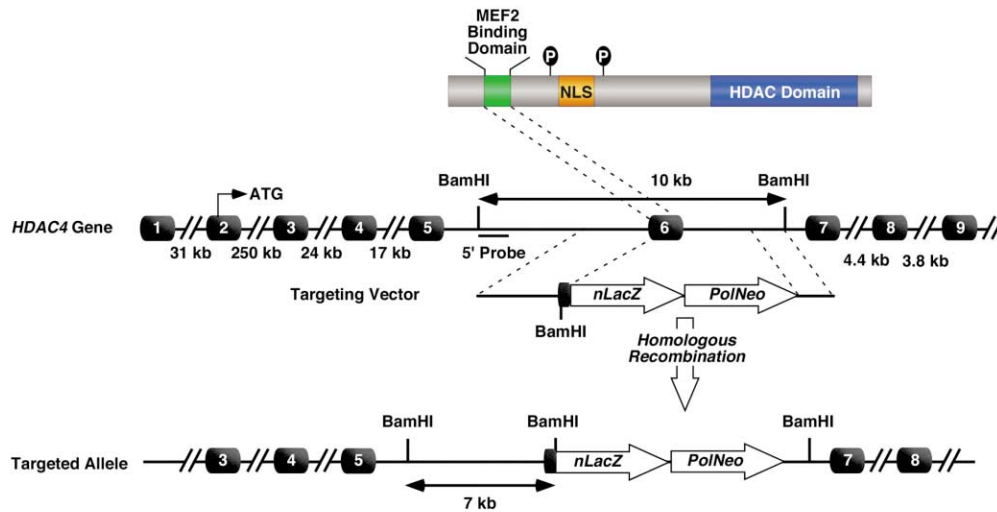 MEF2
Binding
Domain
P P
NLS HDAC Domain
BamHI 10 kb BamHI
ATG
HDAC4 Gene 1 2 3 4 5 6 7 8 9
31 kb 250 kb 24 kb 17 kb 5' Probe 4.4 kb 3.8 kb
Targeting Vector nLacZ PolNeo
BamHI
Homologous
Recombination
BamHI BamHI BamHI
Targeted Allele 3 4 5 nLacZ PolNeo 7 8
7 kb